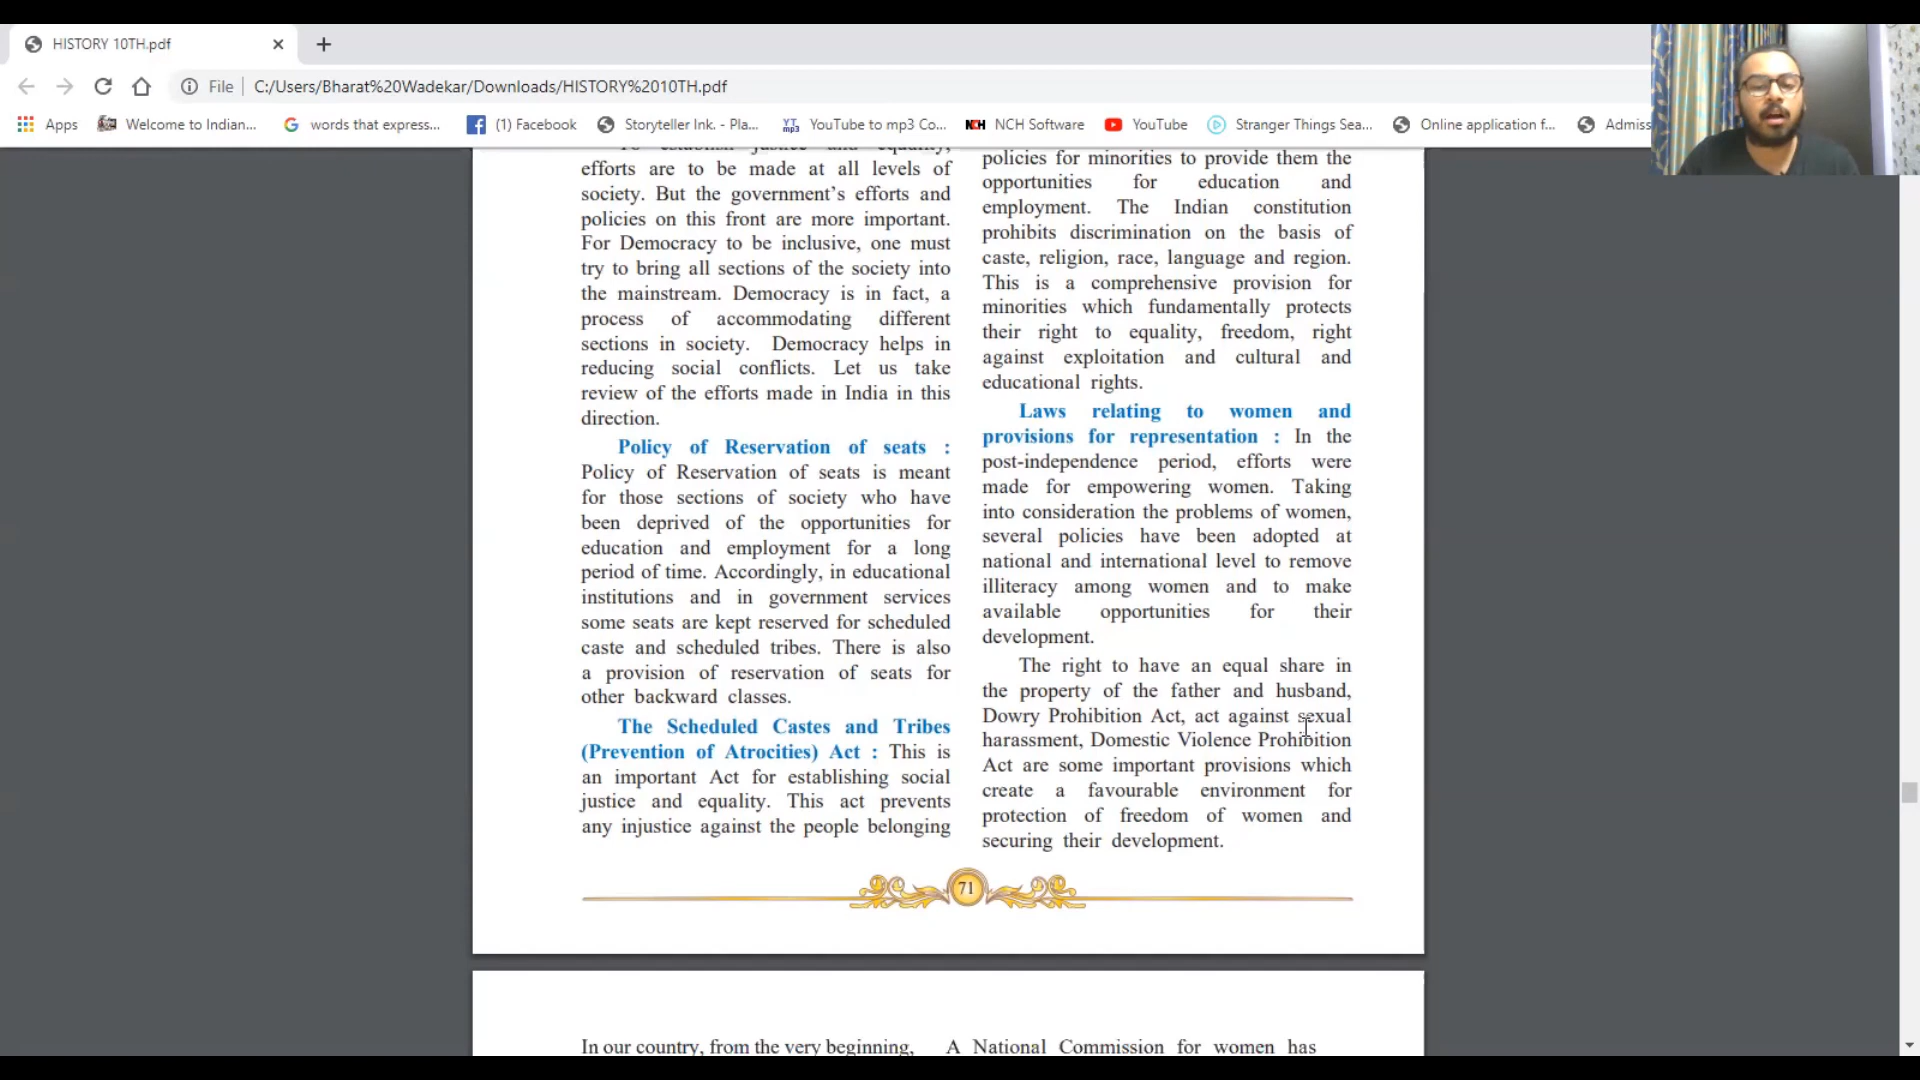 HISTORY 10TH.pdf
File
C:/Users/Bharat%20Wadekar/Downloads/HISTORY%2010TH.pdf
Apps
Welcome to Indian...
words that express...
(1) Facebook
Storyteller Ink. - Pla...
YouTube to mp3 Co...
NCH Software
YouTube
Stranger Things Sea...
Online application f...
Admiss
To establish justice and equality,
efforts are to be made at all levels of
society. But the government's efforts and
policies on this front are more important.
For Democracy to be inclusive, one must
try to bring all sections of the society into
the mainstream. Democracy is in fact, a
process of accommodating different
sections in society. Democracy helps in
reducing social conflicts. Let us take
review of the efforts made in India in this
direction.
Policy of Reservation of seats :
Policy of Reservation of seats is meant
for those sections of society who have
been deprived of the opportunities for
education and employment for a long
period of time. Accordingly, in educational
institutions and in government services
some seats are kept reserved for scheduled
caste and scheduled tribes. There is also
a provision of reservation of seats for
other backward classes.
The Scheduled Castes and Tribes
(Prevention of Atrocities) Act : This is
an important Act for establishing social
justice and equality. This act prevents
any injustice against the people belonging
policies for minorities to provide them the
opportunities for education and
employment. The Indian constitution
prohibits discrimination on the basis of
caste, religion, race, language and region.
This is a comprehensive provision for
minorities which fundamentally protects
their right to equality, freedom, right
against exploitation and cultural and
educational rights.
Laws relating to women and
provisions for representation : In the
post-independence period, efforts were
made for empowering women. Taking
into consideration the problems of women,
several policies have been adopted at
national and international level to remove
illiteracy among women and to make
available opportunities for their
development.
The right to have an equal share in
the property of the father and husband,
Dowry Prohibition Act, act against sexual
harassment, Domestic Violence Prohibition
Act are some important provisions which
create a favourable environment for
protection of freedom of women and
securing their development.
71
In our country, from the very beginning,
A National Commission for women has